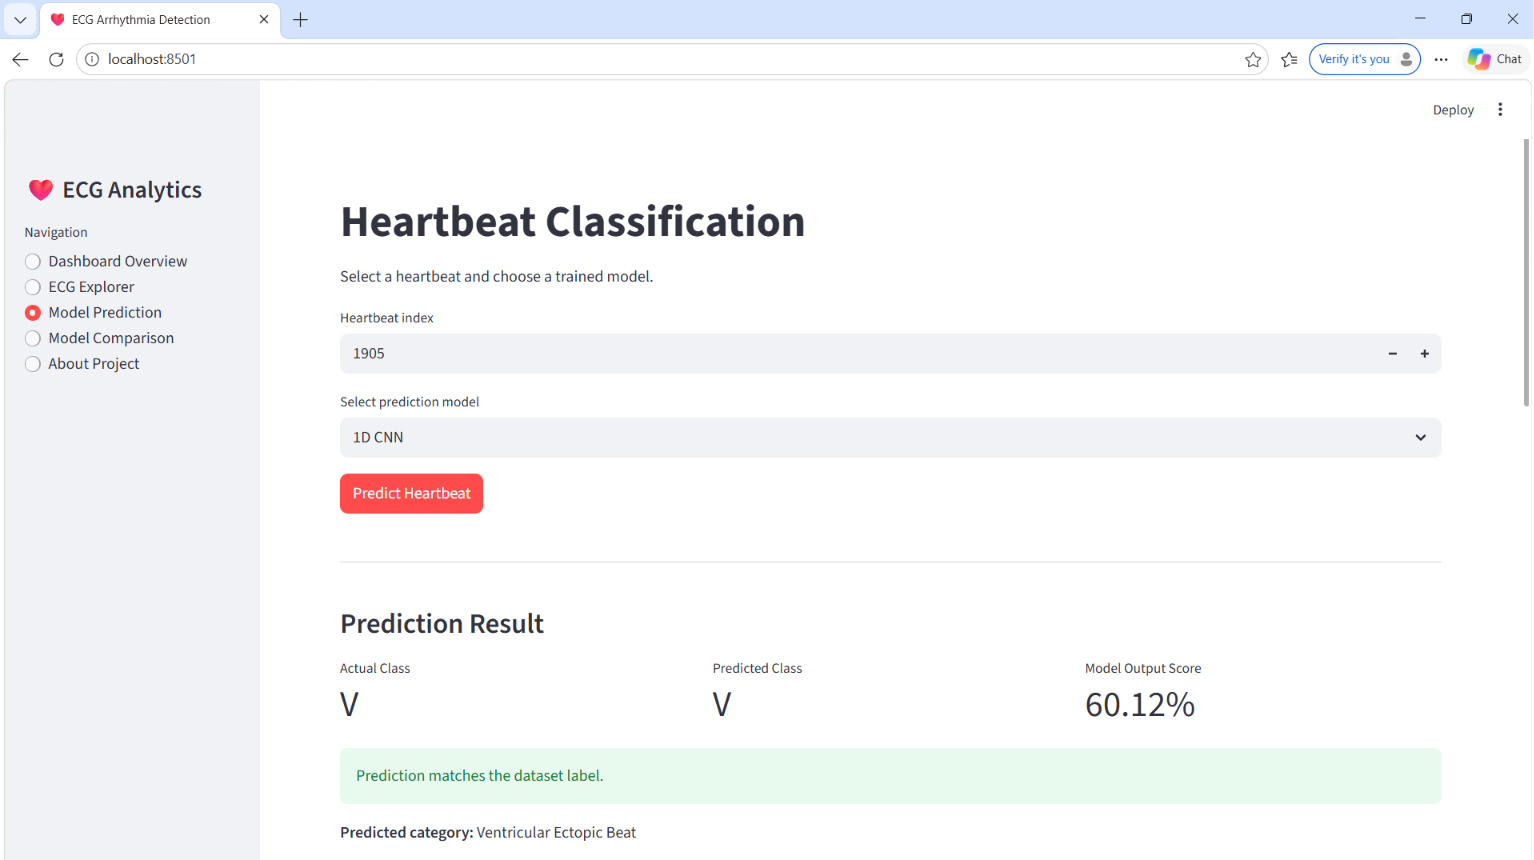 ECG Arrhythmia Detection
localhost:8501
Verify it's you
Chat
Deploy
ECG Analytics
Navigation
Dashboard Overview
ECG Explorer
Model Prediction
Model Comparison
About Project
Heartbeat Classification
Select a heartbeat and choose a trained model.
Heartbeat index
1905
Select prediction model
1D CNN
Predict Heartbeat
Prediction Result
Actual Class
Predicted Class
Model Output Score
V
V
60.12%
Prediction matches the dataset label.
Predicted category: Ventricular Ectopic Beat